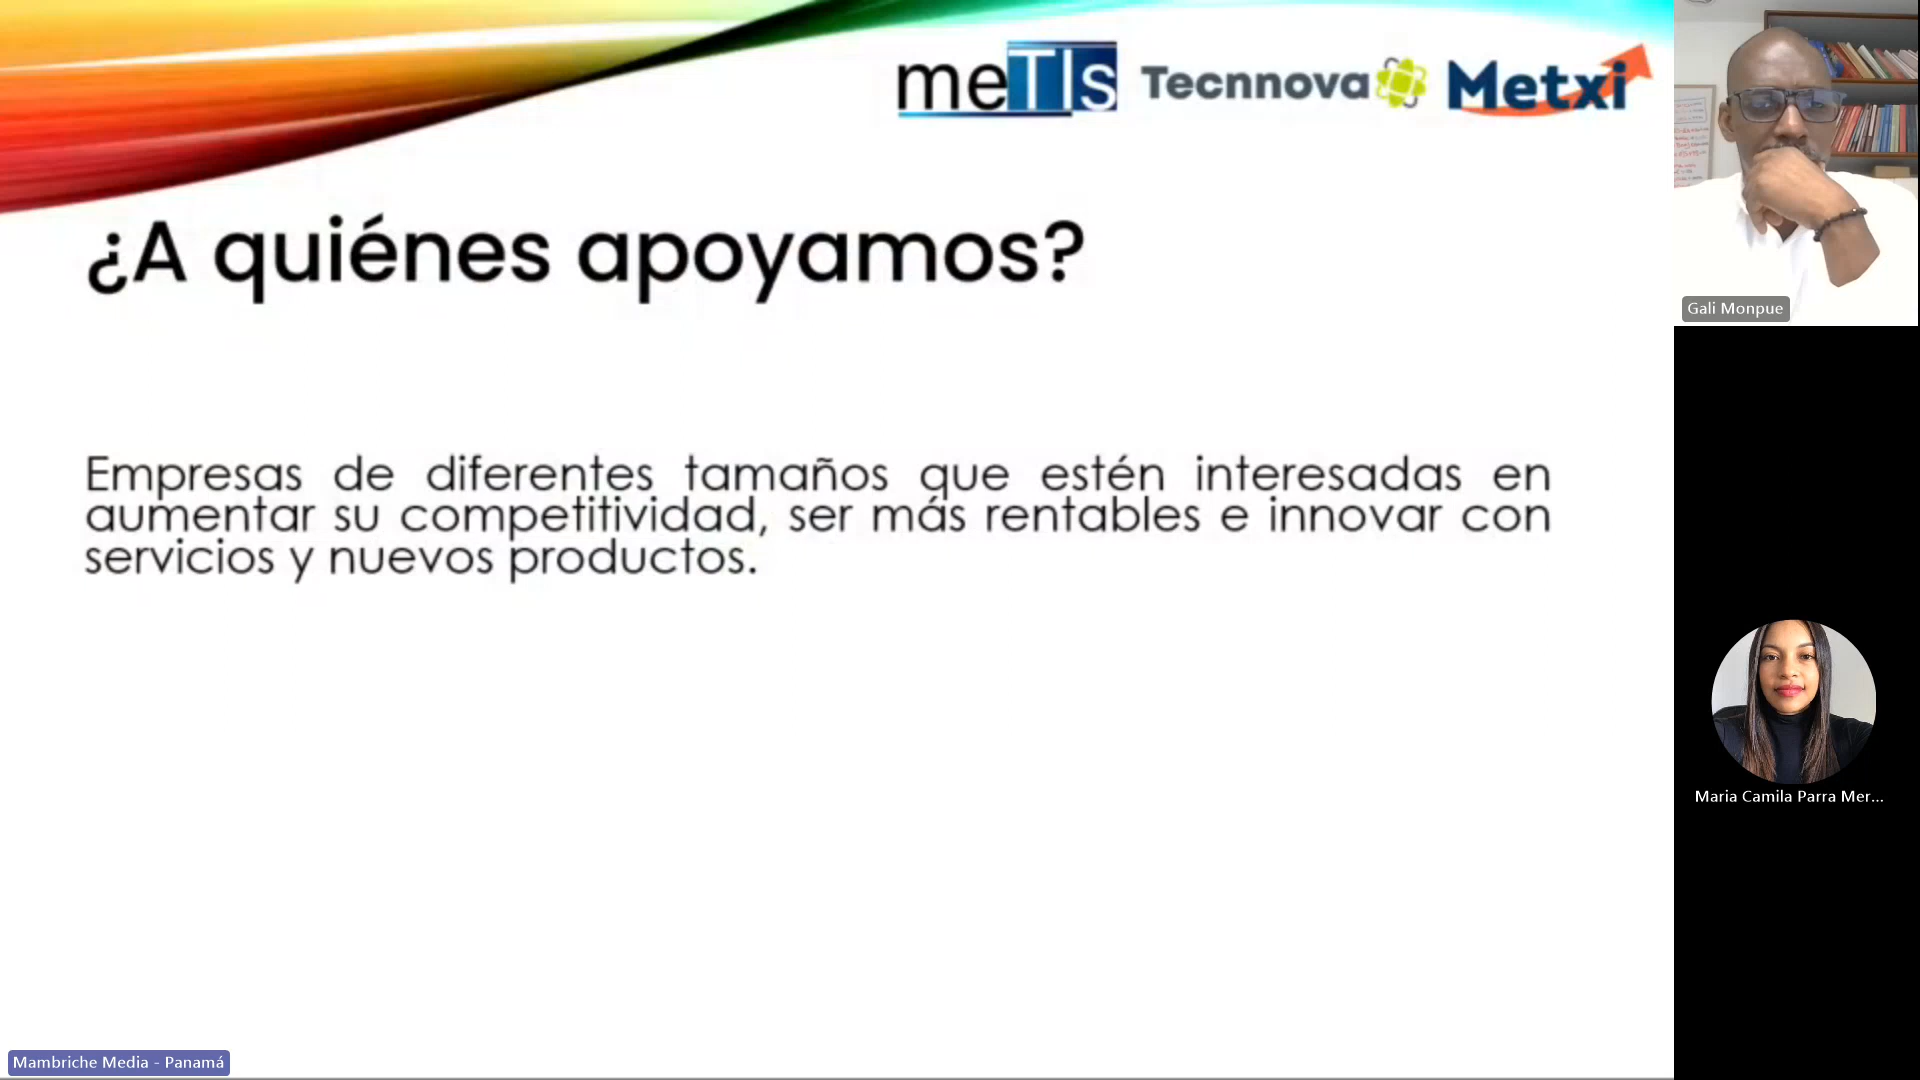 meTIs Tecnnova Metxi
¿A quiénes apoyamos?
Empresas de diferentes tamaños que estén interesadas en
aumentar su competitividad, ser más rentables e innovar con
servicios y nuevos productos.
Gali Monpue
Maria Camila Parra Mer...
Mambriche Media - Panamá